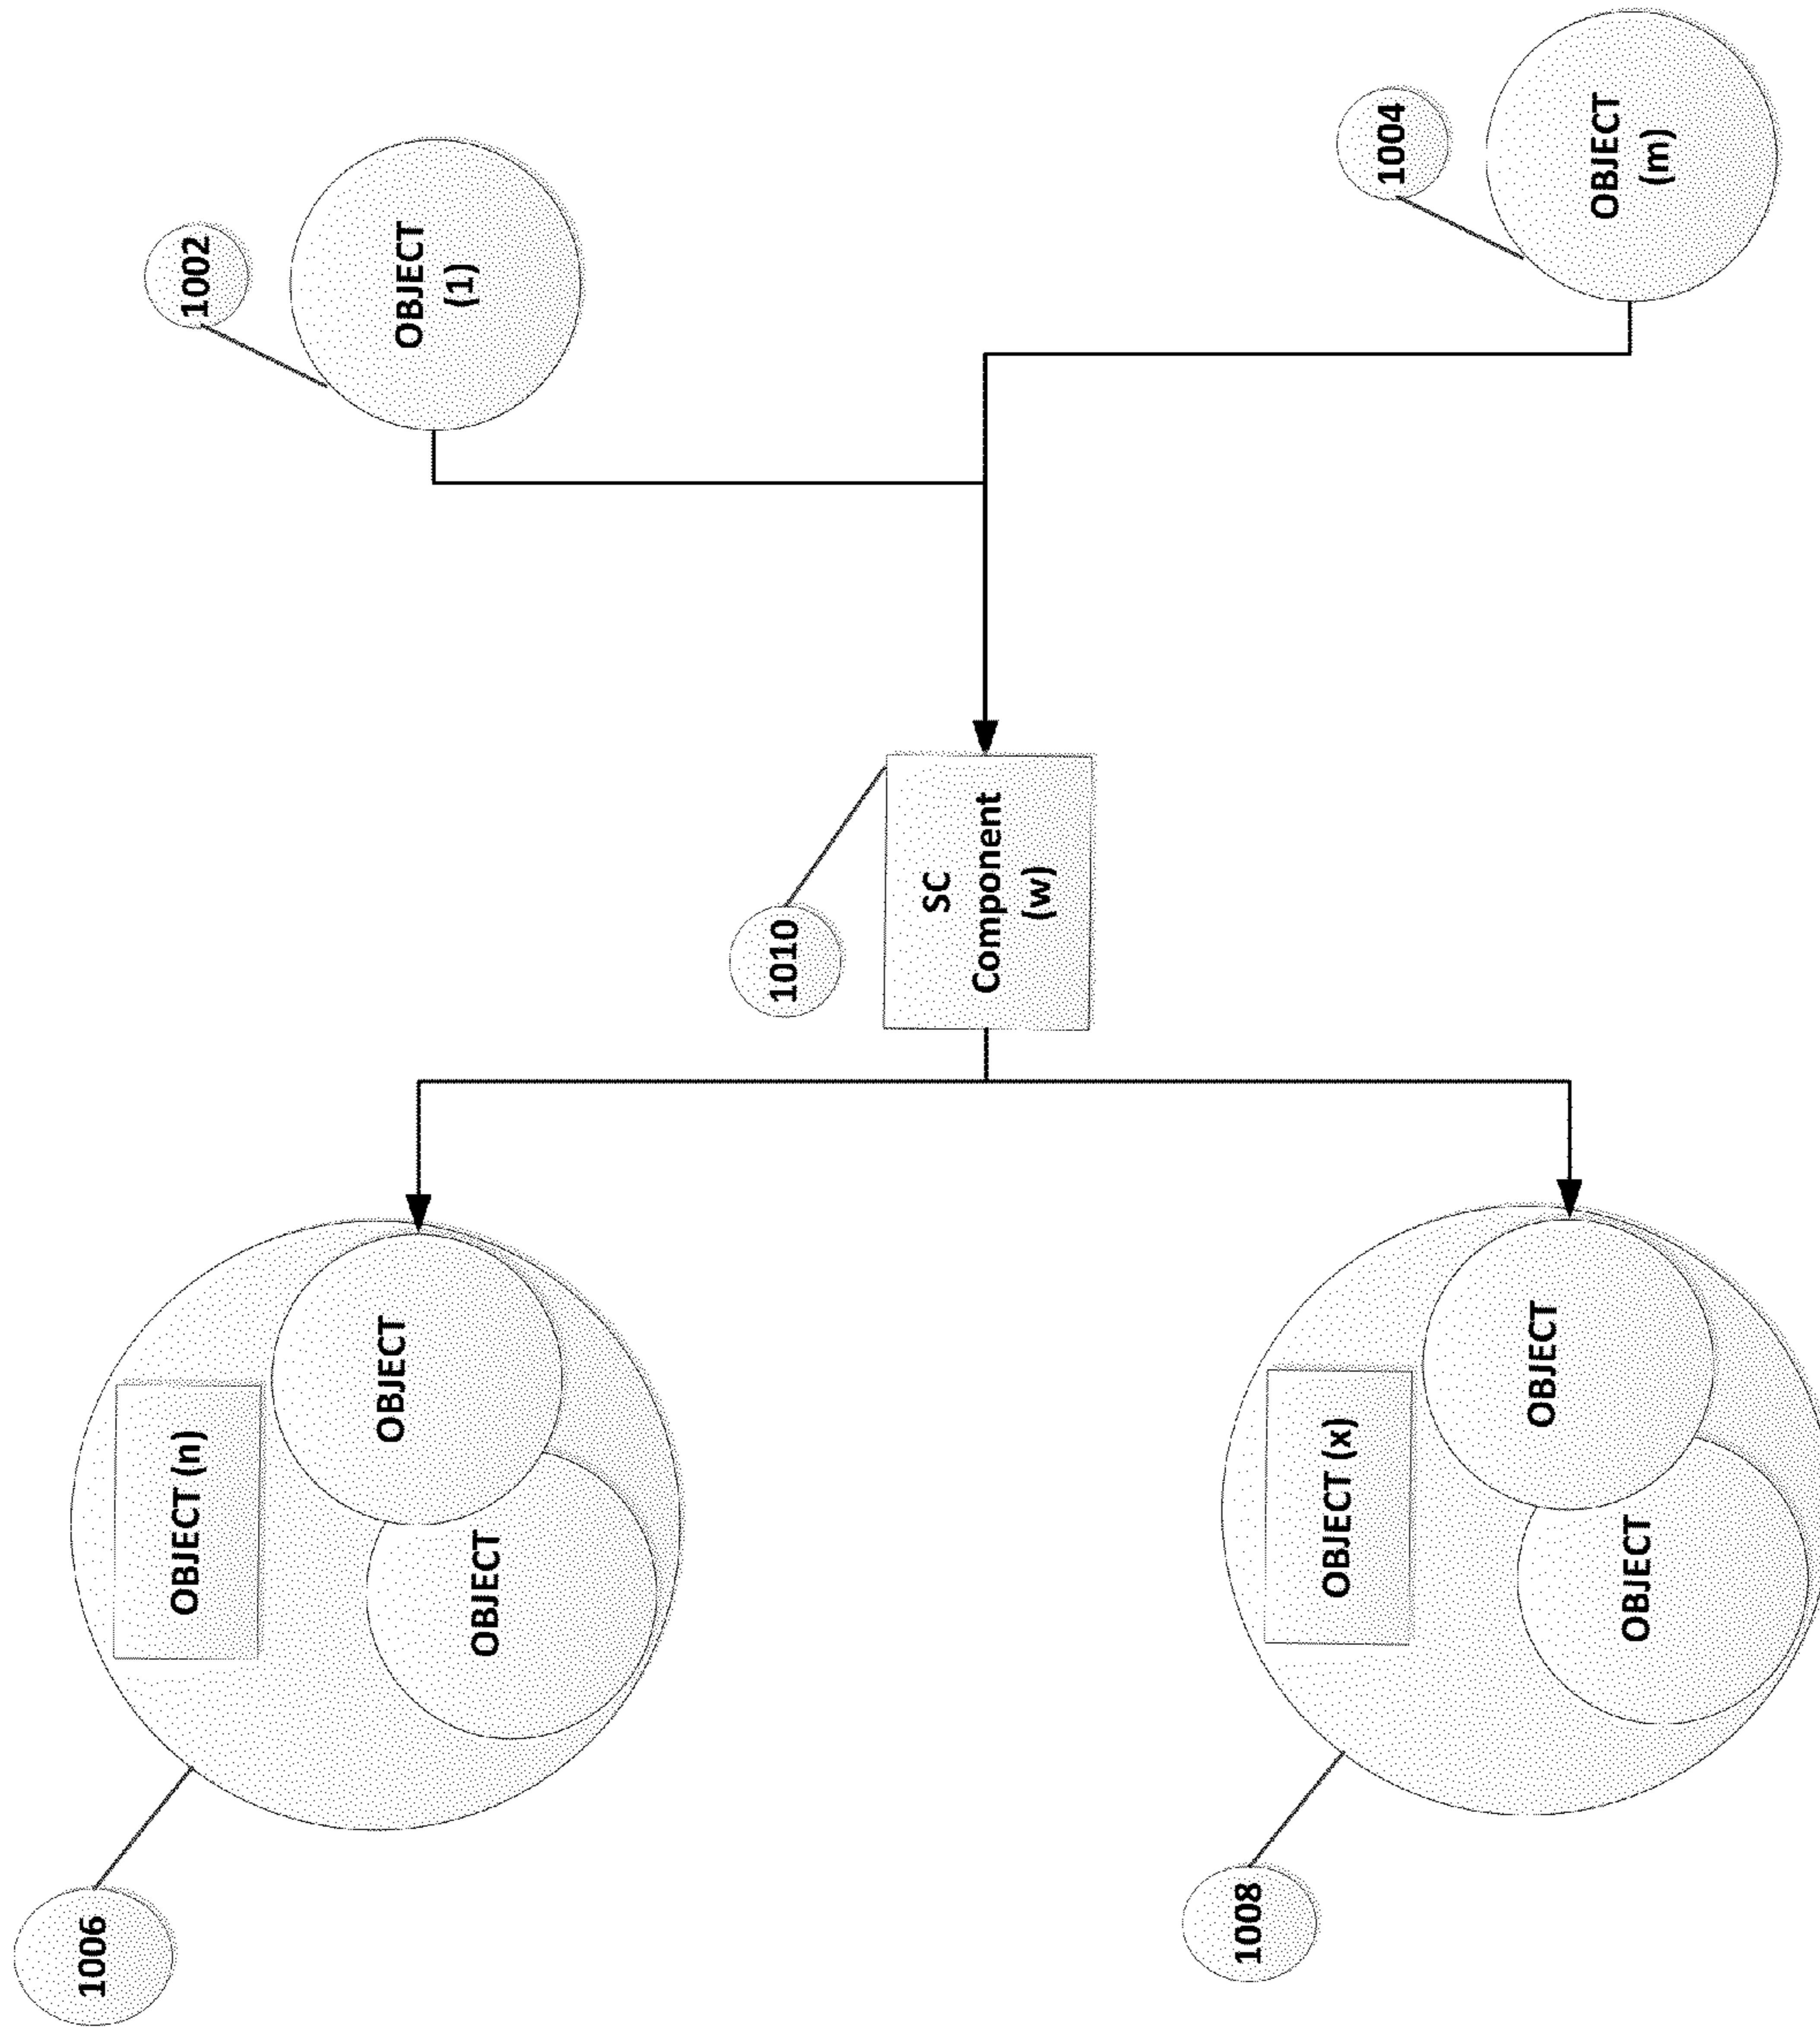 1006
OBJECT (n)
1002
OBJECT
OBJECT
(1)
OBJECT
1010
SC
Component
(w)
1008
OBJECT (x)
1004
OBJECT
OBJECT
(m)
OBJECT